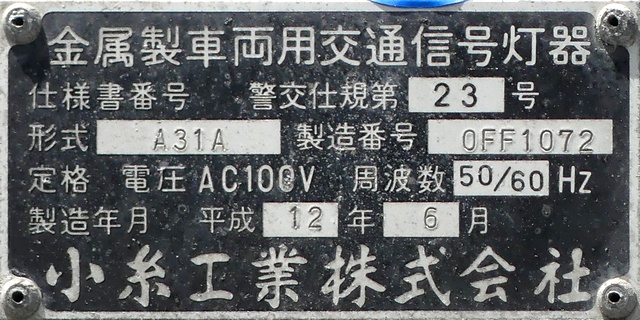 金属製車両用交通信号灯器
仕様書番号 警交仕規第 23 号
形式 A31A 製造番号 0FF1072
定格 電圧 AC100V 周波数 50/60 Hz
製造年月 平成 12 年 6 月
小糸工業株式会社